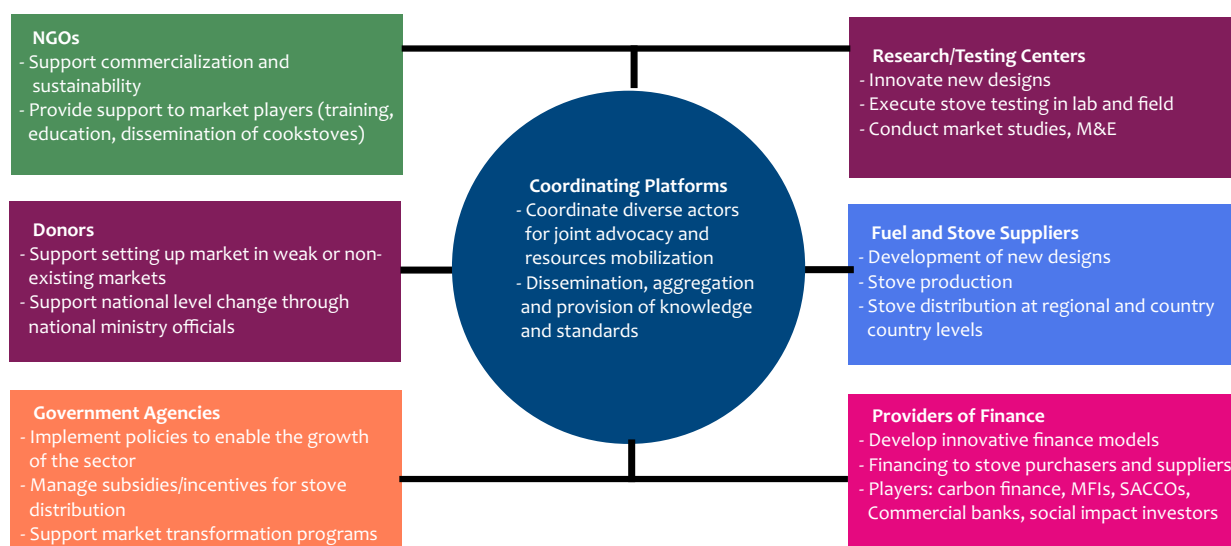 NGOs
- Support commercialization and
sustainability
- Provide support to market players (training,
education, dissemination of cookstoves)
Research/Testing Centers
- Innovate new designs
- Execute stove testing in lab and field
- Conduct market studies, M&E
Coordinating Platforms
- Coordinate diverse actors
for joint advocacy and
resources mobilization
- Dissemination, aggregation
and provision of knowledge
and standards
Donors
- Support setting up market in weak or non-
existing markets
- Support national level change through
national ministry officials
Fuel and Stove Suppliers
- Development of new designs
- Stove production
- Stove distribution at regional and country
country levels
Government Agencies
- Implement policies to enable the growth
of the sector
- Manage subsidies/incentives for stove
distribution
- Support market transformation programs
Providers of Finance
- Develop innovative finance models
- Financing to stove purchasers and suppliers
- Players: carbon finance, MFIs, SACCOs,
Commercial banks, social impact investors